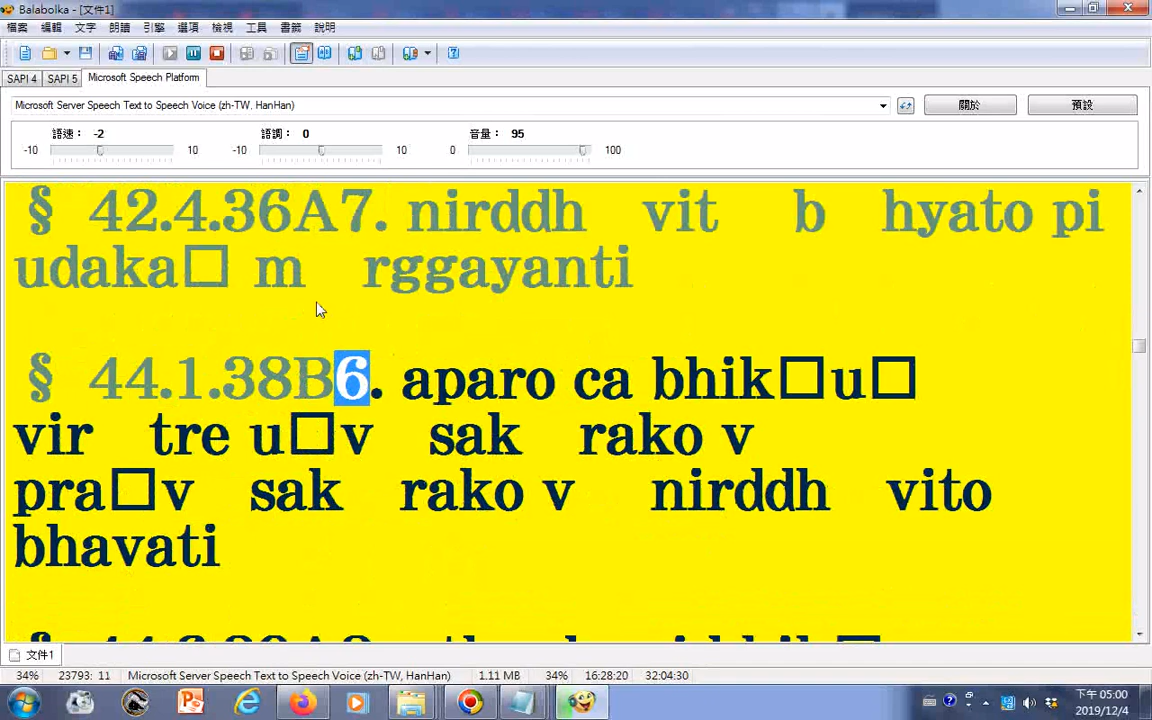 Balabolka - [文件1]
檔案 編輯 文字 朗讀 引擎 選項 檢視 工具 書籤 說明
SAPI 4 SAPI 5 Microsoft Speech Platform
Microsoft Server Speech Text to Speech Voice (zh-TW, HanHan) 關於 預設
語速： -2 語調： 0 音量： 95
-10 10 -10 10 0 100
§ 42.4.36A7. nirddh vit b hyato pi
udaka□ m rggayanti
§ 44.1.38B6. aparo ca bhik□u□
vir tre u□v sak rako v
pra□v sak rako v nirddh vito
bhavati
文件1
34% 23793: 11 Microsoft Server Speech Text to Speech Voice (zh-TW, HanHan) 1.11 MB 34% 16:28:20 32:04:30
下午 05:00
2019/12/4